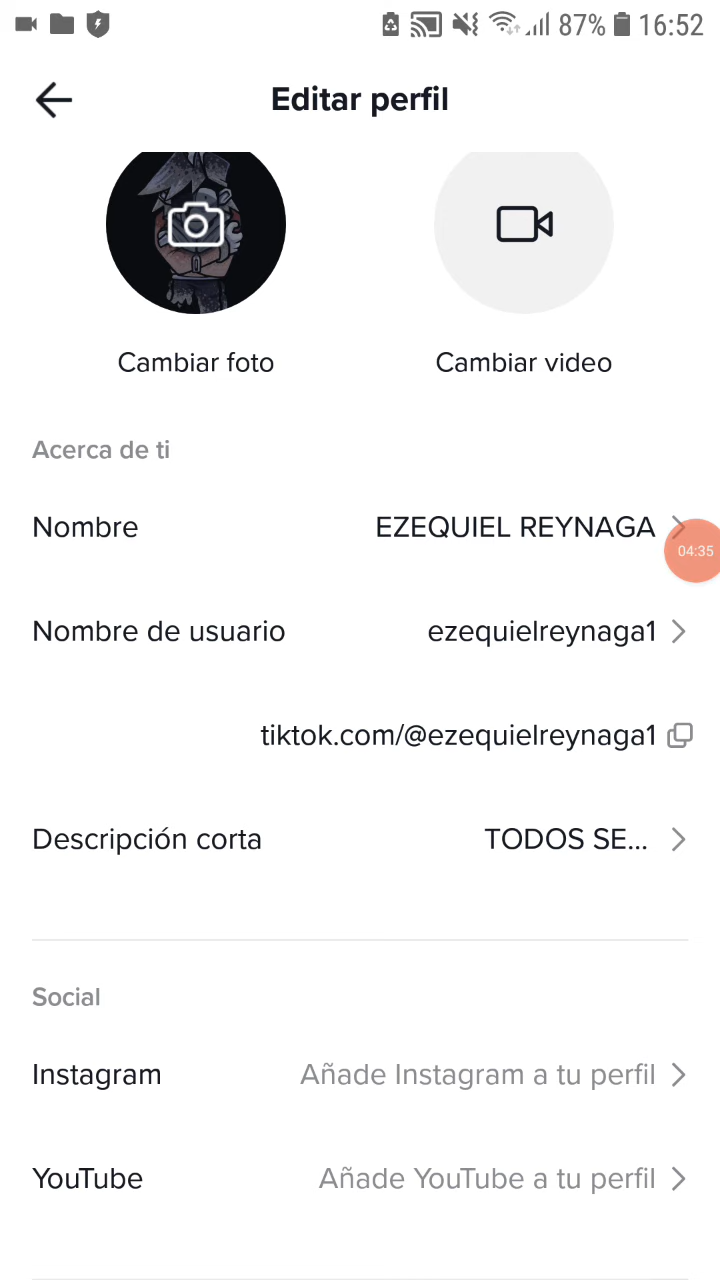 87% 16:52
Editar perfil
Cambiar foto Cambiar video
Acerca de ti
Nombre EZEQUIEL REYNAGA
04:35
Nombre de usuario ezequielreynaga1
tiktok.com/@ezequielreynaga1
Descripción corta TODOS SE...
Social
Instagram Añade Instagram a tu perfil
YouTube Añade YouTube a tu perfil